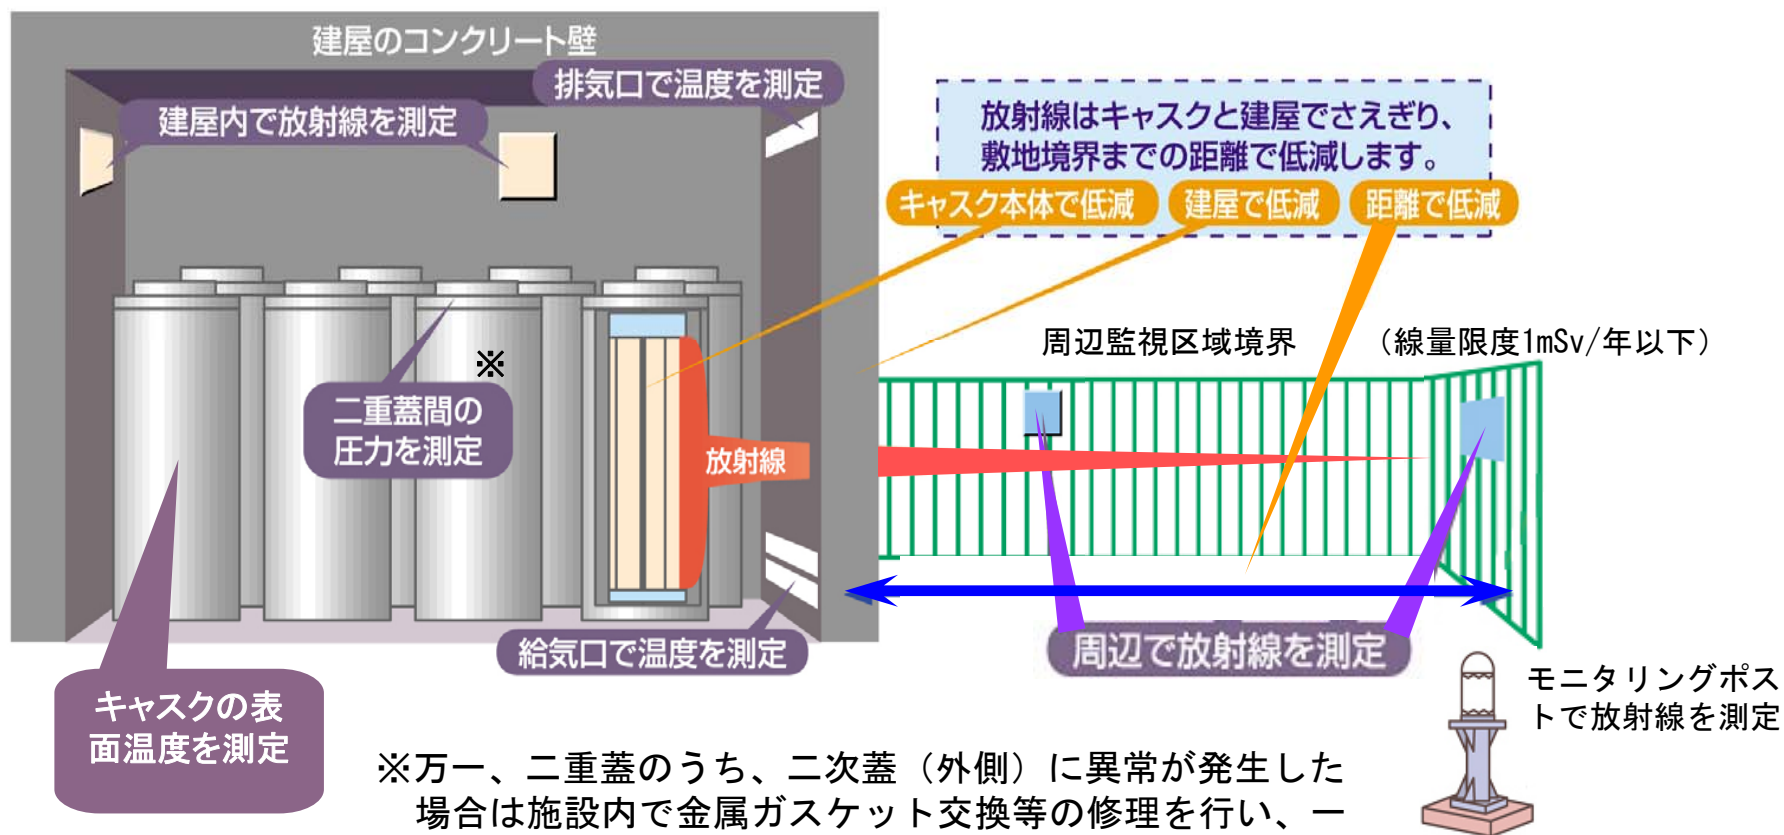 建屋のコンクリート壁
排気口で温度を測定
建屋内で放射線を測定
放射線はキャスクと建屋でさえぎり、
敷地境界までの距離で低減します。
キャスク本体で低減
建屋で低減
距離で低減
周辺監視区域境界
（線量限度1mSv/年以下）
※
二重蓋間の
圧力を測定
放射線
給気口で温度を測定
周辺で放射線を測定
キャスクの表
面温度を測定
モニタリングポス
トで放射線を測定
※万一、二重蓋のうち、二次蓋（外側）に異常が発生した
場合は施設内で金属ガスケット交換等の修理を行い、一